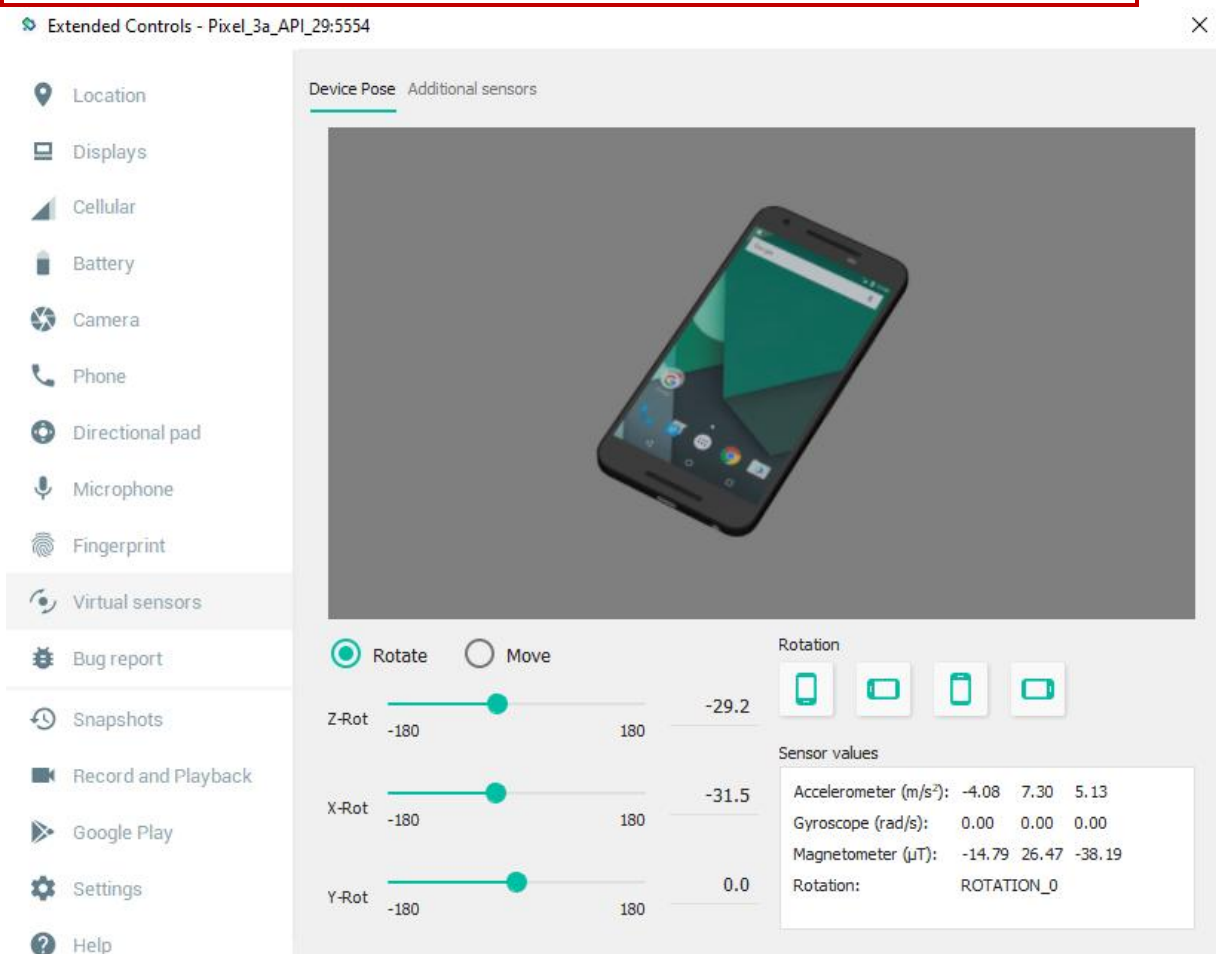 Extended Controls - Pixel_3a_API_29:5554
Location
Displays
Cellular
Battery
Camera
Phone
Directional pad
Microphone
Fingerprint
Virtual sensors
Bug report
Snapshots
Record and Playback
Google Play
Settings
Help
Device Pose Additional sensors
Google
Rotate Move
Z-Rot -180 180 -29.2
X-Rot -180 180 -31.5
Y-Rot -180 180 0.0
Rotation
Sensor values
Accelerometer (m/s²): -4.08 7.30 5.13
Gyroscope (rad/s): 0.00 0.00 0.00
Magnetometer (µT): -14.79 26.47 -38.19
Rotation: ROTATION_0